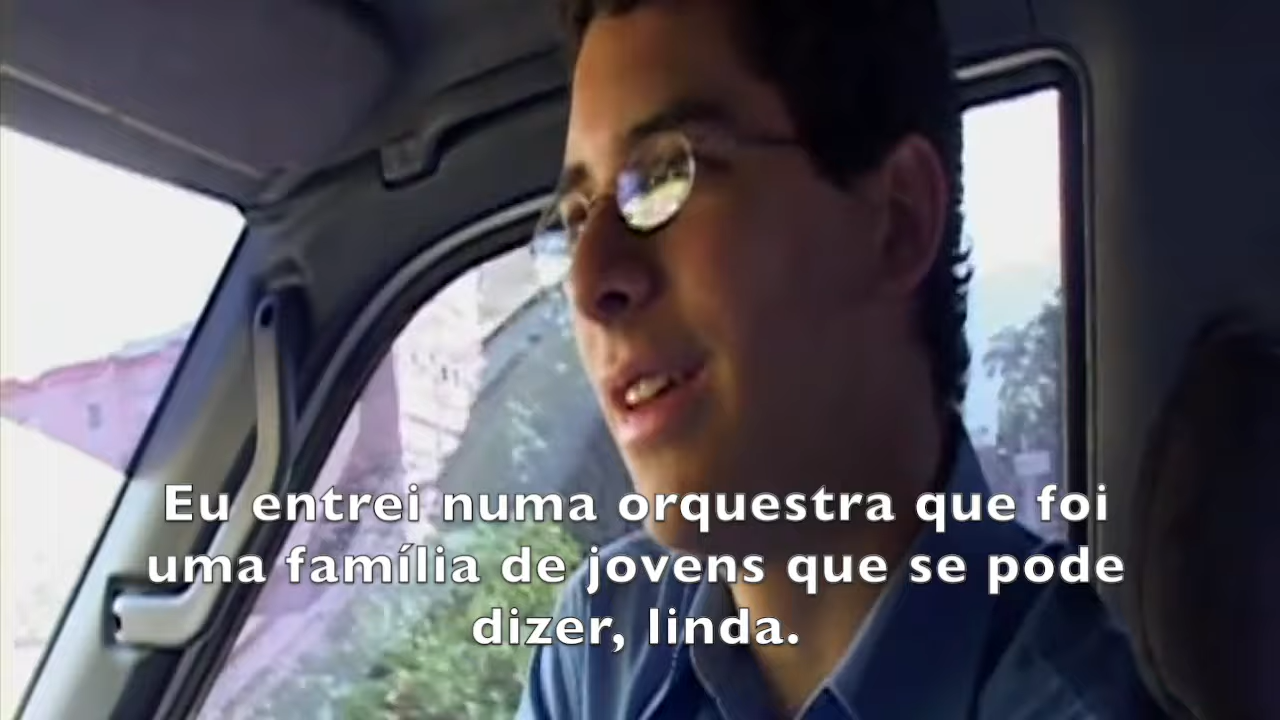 Eu entrei numa orquestra que foi
uma família de jovens que se pode
dizer, linda.